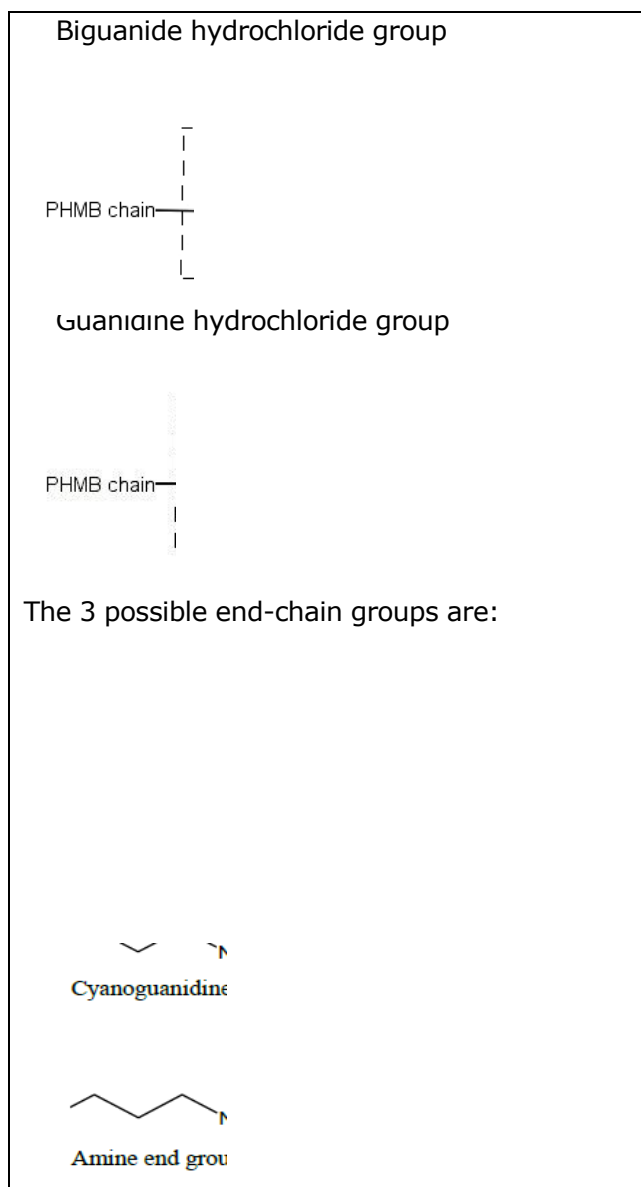 Biguanide hydrochloride group
PHMB chain
Guanidine hydrochloride group
PHMB chain
The 3 possible end-chain groups are:
N
Cyanoguanidine
N
Amine end grou